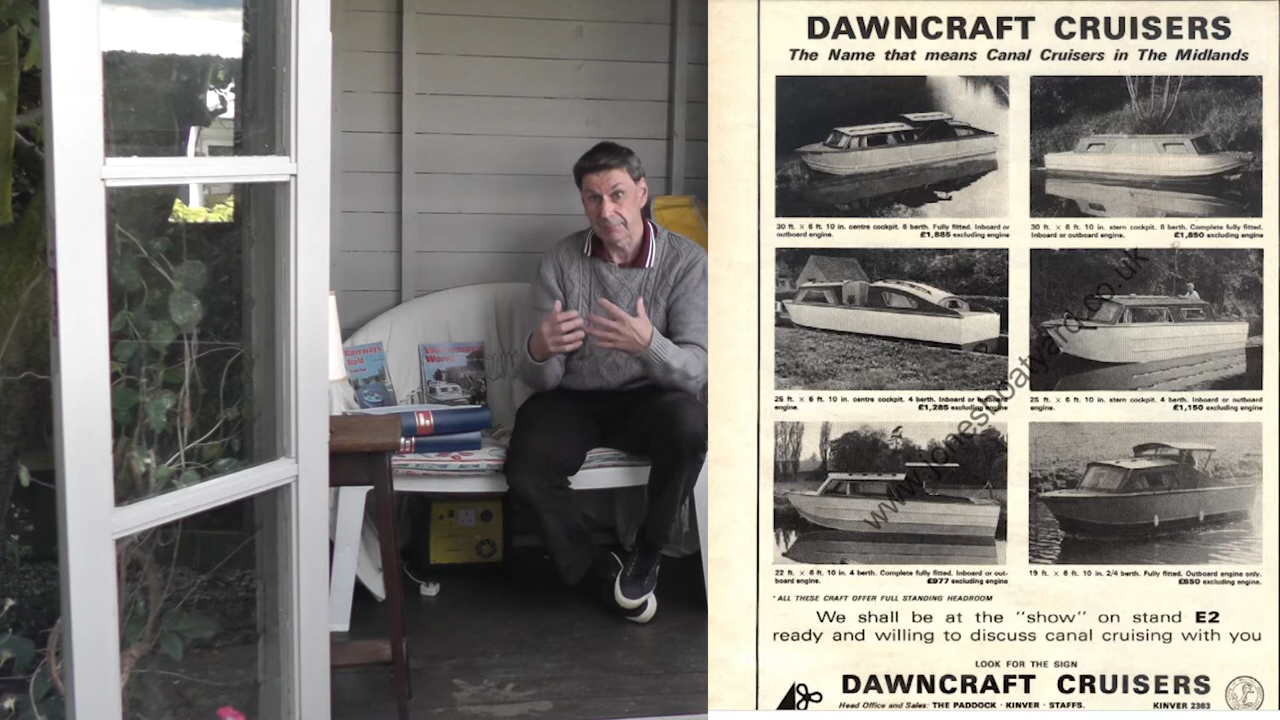 Waterways
World
Waterways
World
DAWNCRAFT CRUISERS
The Name that means Canal Cruisers in The Midlands
30 ft. × 6 ft. 10 in. centre cockpit. 6 berth. Fully fitted. Inboard or
outboard engine. £1,885 excluding engine
30 ft. × 6 ft. 10 in. stern cockpit. 6 berth. Complete fully fitted.
Inboard or outboard engine. £1,850 excluding engine
25 ft. × 6 ft. 10 in. centre cockpit. 4 berth. Inboard or outboard
engine. £1,285 excluding engine
25 ft. × 6 ft. 10 in. stern cockpit. 4 berth. Inboard or outboard
engine. £1,150 excluding engine
22 ft. × 6 ft. 10 in. 4 berth. Complete fully fitted. Inboard or out-
board engine. £977 excluding engine
19 ft. × 6 ft. 10 in. 2/4 berth. Fully fitted. Outboard engine only.
£650 excluding engine.
* ALL THESE CRAFT OFFER FULL STANDING HEADROOM
We shall be at the "show" on stand E2
ready and willing to discuss canal cruising with you
LOOK FOR THE SIGN
DAWNCRAFT CRUISERS
Head Office and Sales: THE PADDOCK · KINVER · STAFFS. KINVER 2363
www.jonesboatyard.co.uk